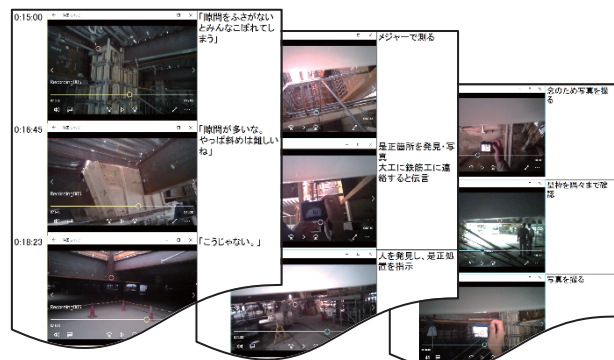 0:15:00
「隙間をふさがない
とみんなこぼれてし
まう」
0:16:45
「隙間が多いな。
やっぱ斜めは難しい
ね」
0:18:23
「こうじゃない。」
メジャーで測る
是正箇所を発見・写
真
大工に鉄筋工に連
絡すると伝言
人を発見し、是正処
置を指示
念のため写真を撮
る
型枠を隅々まで確
認
写真を撮る